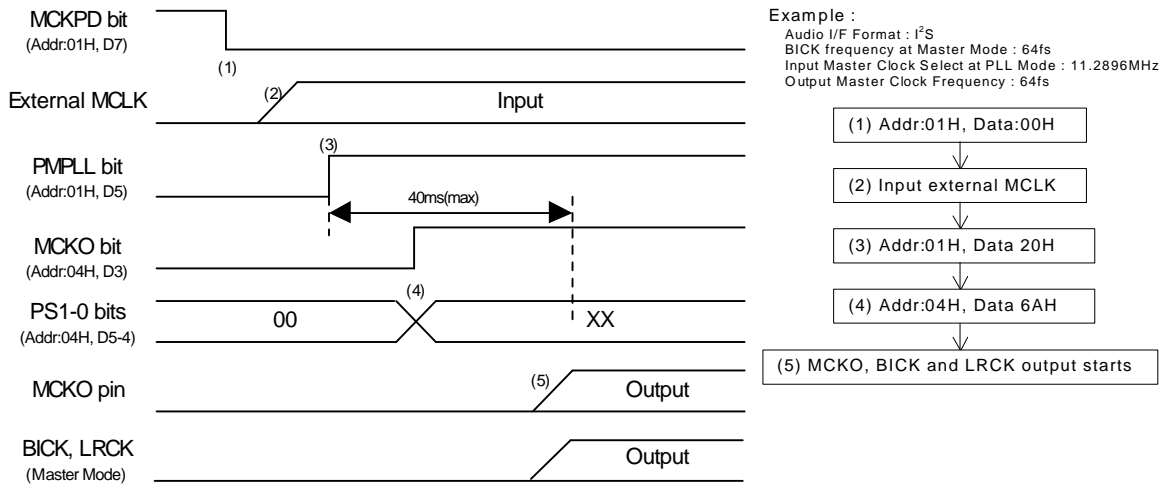 MCKPD bit
(Addr:01H, D7)
(1)
External MCLK
(2)
Input
PMPLL bit
(Addr:01H, D5)
(3)
40ms(max)
MCKO bit
(Addr:04H, D3)
PS1-0 bits
(Addr:04H, D5-4)
00
(4)
XX
MCKO pin
(5)
Output
BICK, LRCK
(Master Mode)
Output
Example :
Audio I/F Format : I²S
BICK frequency at Master Mode : 64fs
Input Master Clock Select at PLL Mode : 11.2896MHz
Output Master Clock Frequency : 64fs
(1) Addr:01H, Data:00H
(2) Input external MCLK
(3) Addr:01H, Data 20H
(4) Addr:04H, Data 6AH
(5) MCKO, BICK and LRCK output starts